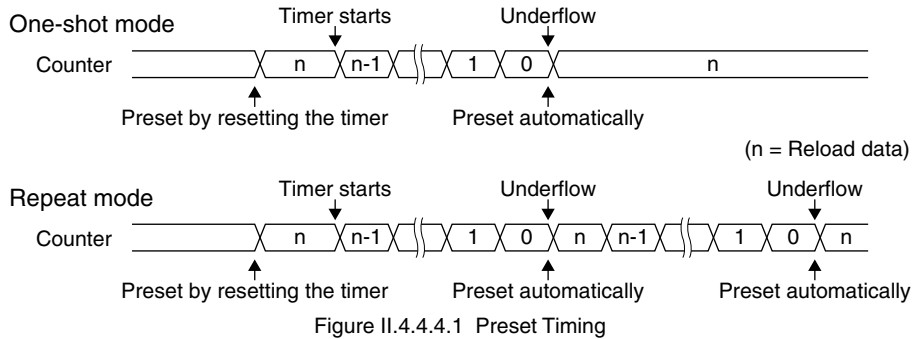 One-shot mode
Timer starts
Underflow
Counter
n
n-1
1
0
n
Preset by resetting the timer
Preset automatically
(n = Reload data)
Repeat mode
Timer starts
Underflow
Underflow
Counter
n
n-1
1
0
n
n-1
1
0
n
Preset by resetting the timer
Preset automatically
Preset automatically
Figure II.4.4.4.1 Preset Timing